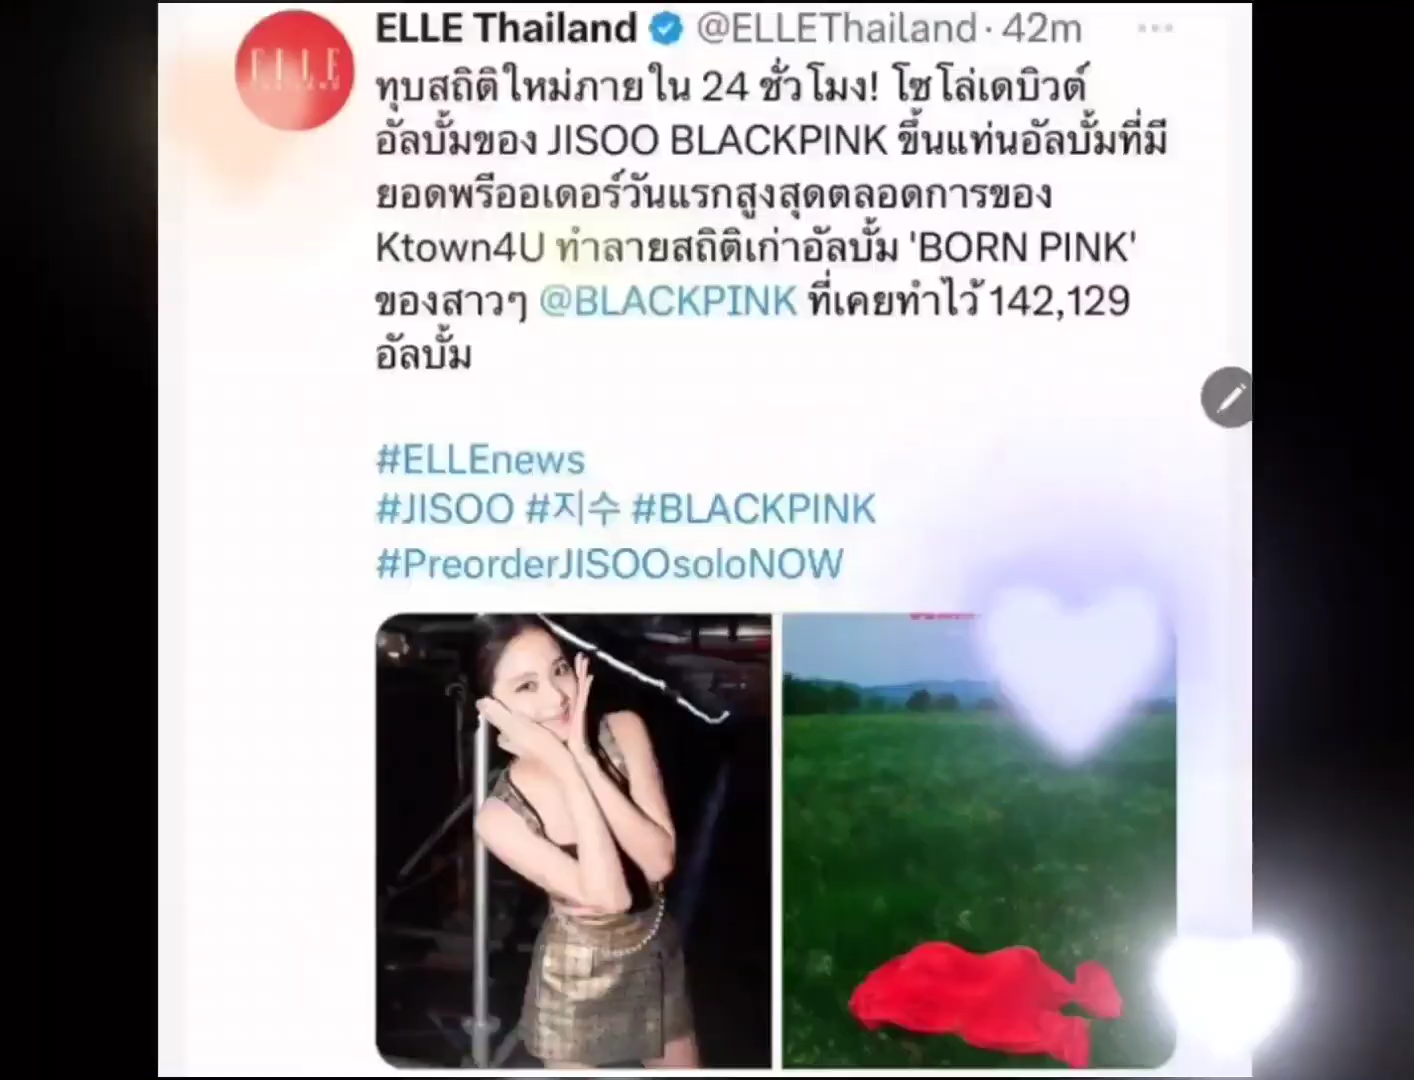 ELLE Thailand @ELLEThailand · 42m
ELLE
ทุบสถิติใหม่ภายใน 24 ชั่วโมง! โซโล่เดบิวต์
อัลบั้มของ JISOO BLACKPINK ขึ้นแท่นอัลบั้มที่มี
ยอดพรีออเดอร์วันแรกสูงสุดตลอดการของ
Ktown4U ทำลายสถิติเก่าอัลบั้ม 'BORN PINK'
ของสาวๆ @BLACKPINK ที่เคยทำไว้ 142,129
อัลบั้ม
#ELLEnews
#JISOO #지수 #BLACKPINK
#PreorderJISOOsoloNOW